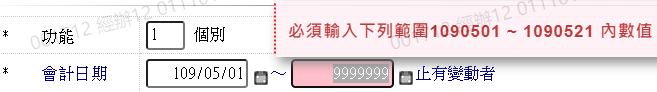 * 功能 1 個別
必須輸入下列範圍1090501 ~ 1090521 內數值
* 會計日期 109/05/01 ～ 9999999 止有變動者